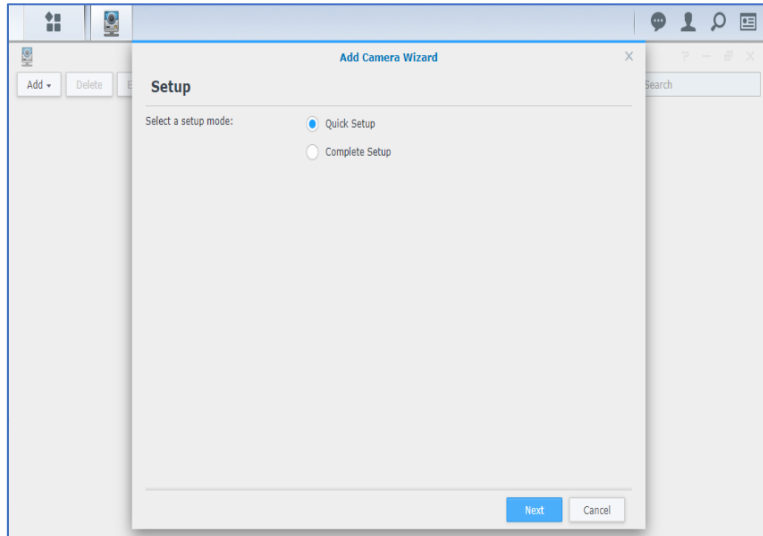 Add Camera Wizard
Add Delete E Search
Setup
Select a setup mode: Quick Setup
Complete Setup
Next Cancel